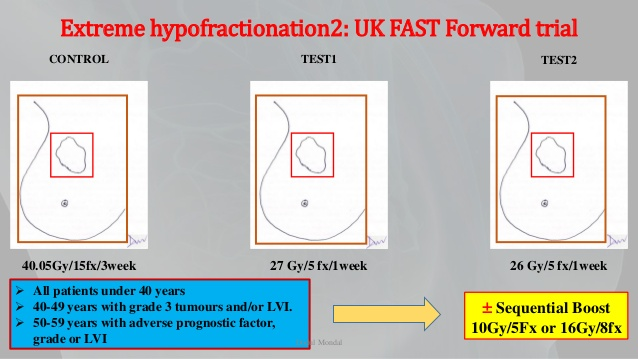 Extreme hypofractionation2: UK FAST Forward trial
CONTROL
TEST1
TEST2
40.05Gy/15fx/3week
27 Gy/5 fx/1week
26 Gy/5 fx/1week
➢ All patients under 40 years
➢ 40-49 years with grade 3 tumours and/or LVI.
➢ 50-59 years with adverse prognostic factor,
grade or LVI
Mondal
± Sequential Boost
10Gy/5Fx or 16Gy/8fx